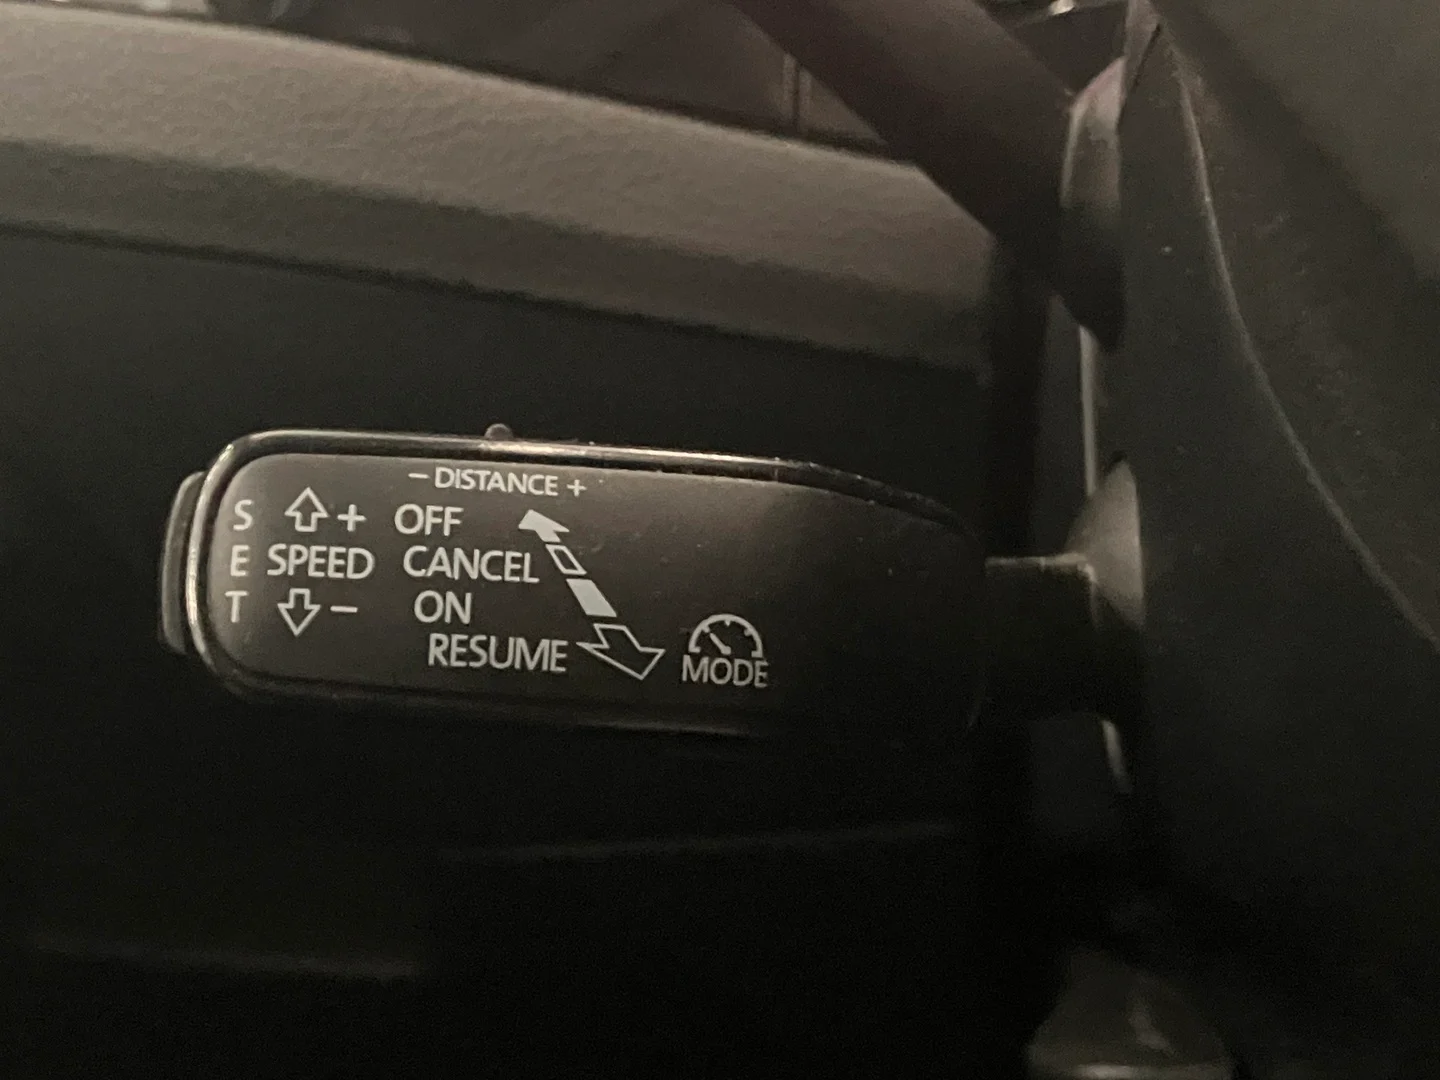 – DISTANCE +
S + OFF
E SPEED CANCEL
T – ON
RESUME
MODE